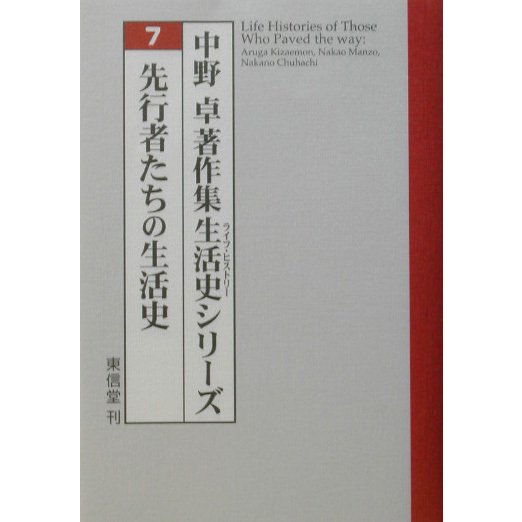 Life Histories of Those
Who Paved the way:
Aruga Kizaemon, Nakao Manzo,
Nakano Chuhachi
中野 卓著作集生活史シリーズ
ライフ・ヒストリー
7
先行者たちの生活史
東信堂 刊